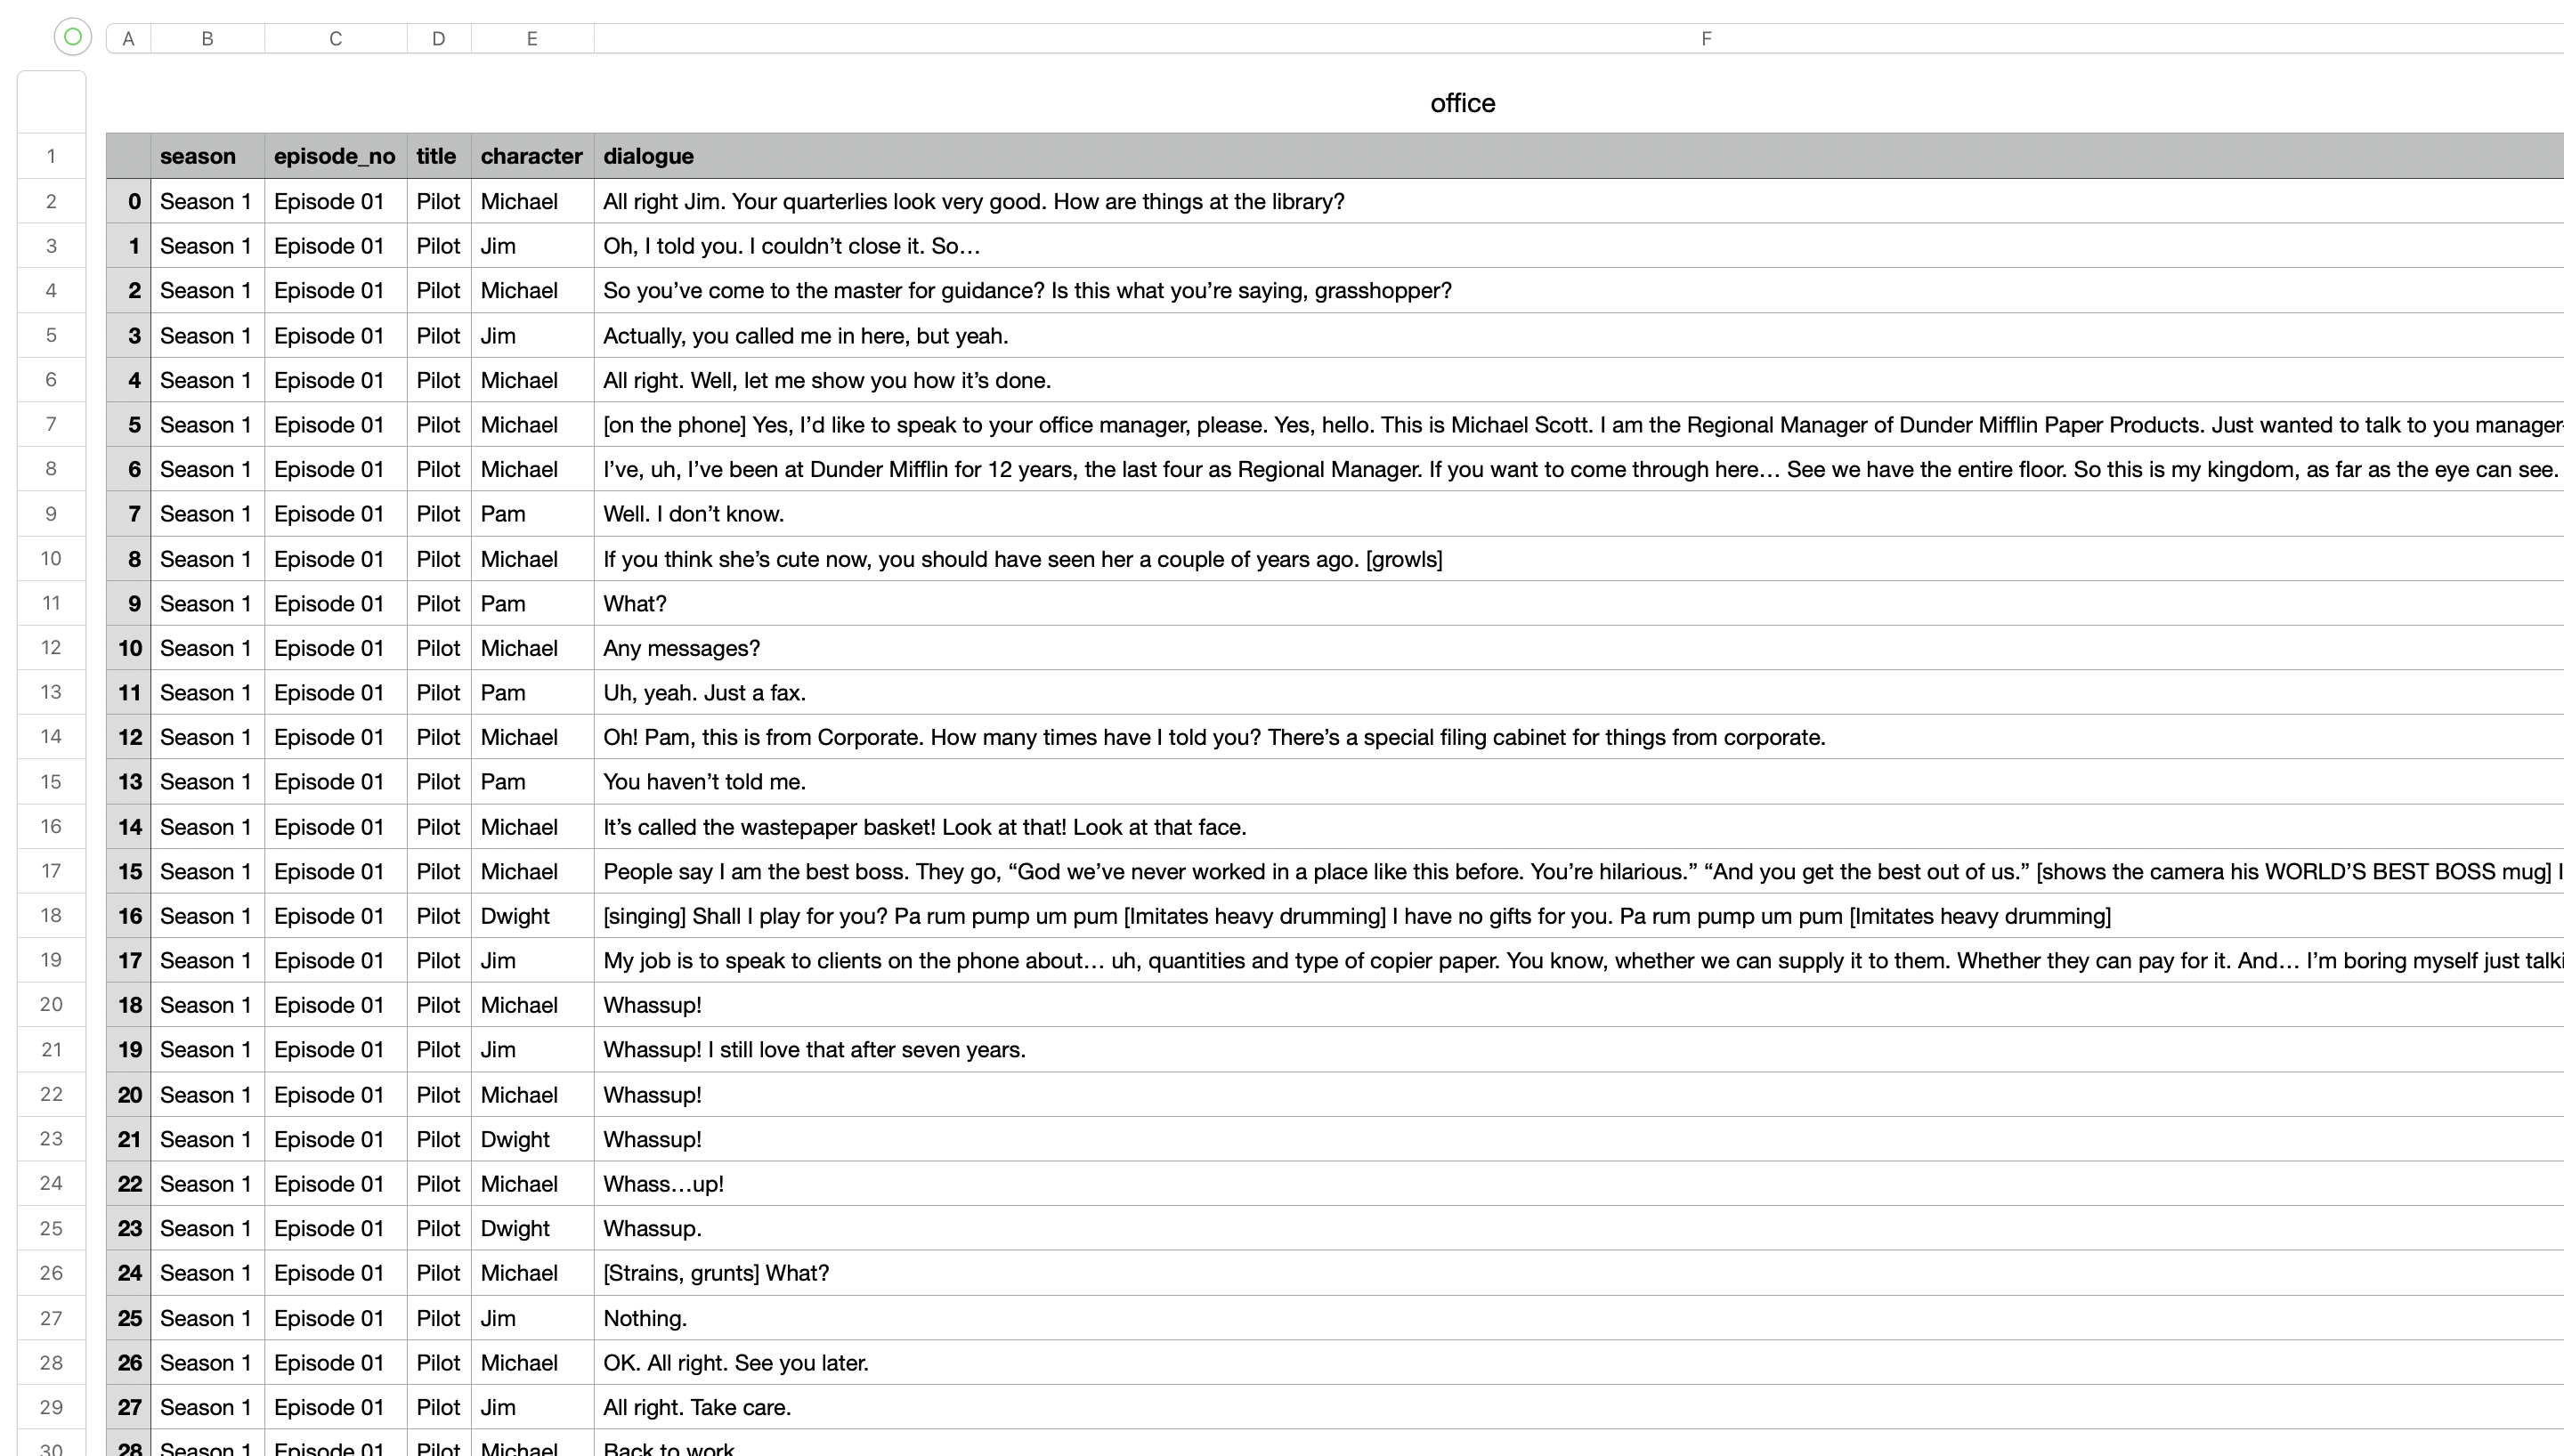 A B C D E F
office
1 season episode_no title character dialogue
2 0 Season 1 Episode 01 Pilot Michael All right Jim. Your quarterlies look very good. How are things at the library?
3 1 Season 1 Episode 01 Pilot Jim Oh, I told you. I couldn’t close it. So…
4 2 Season 1 Episode 01 Pilot Michael So you’ve come to the master for guidance? Is this what you’re saying, grasshopper?
5 3 Season 1 Episode 01 Pilot Jim Actually, you called me in here, but yeah.
6 4 Season 1 Episode 01 Pilot Michael All right. Well, let me show you how it’s done.
7 5 Season 1 Episode 01 Pilot Michael [on the phone] Yes, I’d like to speak to your office manager, please. Yes, hello. This is Michael Scott. I am the Regional Manager of Dunder Mifflin Paper Products. Just wanted to talk to you manager-
8 6 Season 1 Episode 01 Pilot Michael I’ve, uh, I’ve been at Dunder Mifflin for 12 years, the last four as Regional Manager. If you want to come through here… See we have the entire floor. So this is my kingdom, as far as the eye can see.
9 7 Season 1 Episode 01 Pilot Pam Well. I don’t know.
10 8 Season 1 Episode 01 Pilot Michael If you think she’s cute now, you should have seen her a couple of years ago. [growls]
11 9 Season 1 Episode 01 Pilot Pam What?
12 10 Season 1 Episode 01 Pilot Michael Any messages?
13 11 Season 1 Episode 01 Pilot Pam Uh, yeah. Just a fax.
14 12 Season 1 Episode 01 Pilot Michael Oh! Pam, this is from Corporate. How many times have I told you? There’s a special filing cabinet for things from corporate.
15 13 Season 1 Episode 01 Pilot Pam You haven’t told me.
16 14 Season 1 Episode 01 Pilot Michael It’s called the wastepaper basket! Look at that! Look at that face.
17 15 Season 1 Episode 01 Pilot Michael People say I am the best boss. They go, “God we’ve never worked in a place like this before. You’re hilarious.” “And you get the best out of us.” [shows the camera his WORLD’S BEST BOSS mug] I
18 16 Season 1 Episode 01 Pilot Dwight [singing] Shall I play for you? Pa rum pump um pum [Imitates heavy drumming] I have no gifts for you. Pa rum pump um pum [Imitates heavy drumming]
19 17 Season 1 Episode 01 Pilot Jim My job is to speak to clients on the phone about… uh, quantities and type of copier paper. You know, whether we can supply it to them. Whether they can pay for it. And… I’m boring myself just talki
20 18 Season 1 Episode 01 Pilot Michael Whassup!
21 19 Season 1 Episode 01 Pilot Jim Whassup! I still love that after seven years.
22 20 Season 1 Episode 01 Pilot Michael Whassup!
23 21 Season 1 Episode 01 Pilot Dwight Whassup!
24 22 Season 1 Episode 01 Pilot Michael Whass…up!
25 23 Season 1 Episode 01 Pilot Dwight Whassup.
26 24 Season 1 Episode 01 Pilot Michael [Strains, grunts] What?
27 25 Season 1 Episode 01 Pilot Jim Nothing.
28 26 Season 1 Episode 01 Pilot Michael OK. All right. See you later.
29 27 Season 1 Episode 01 Pilot Jim All right. Take care.
30 28 Season 1 Episode 01 Pilot Michael Back to work